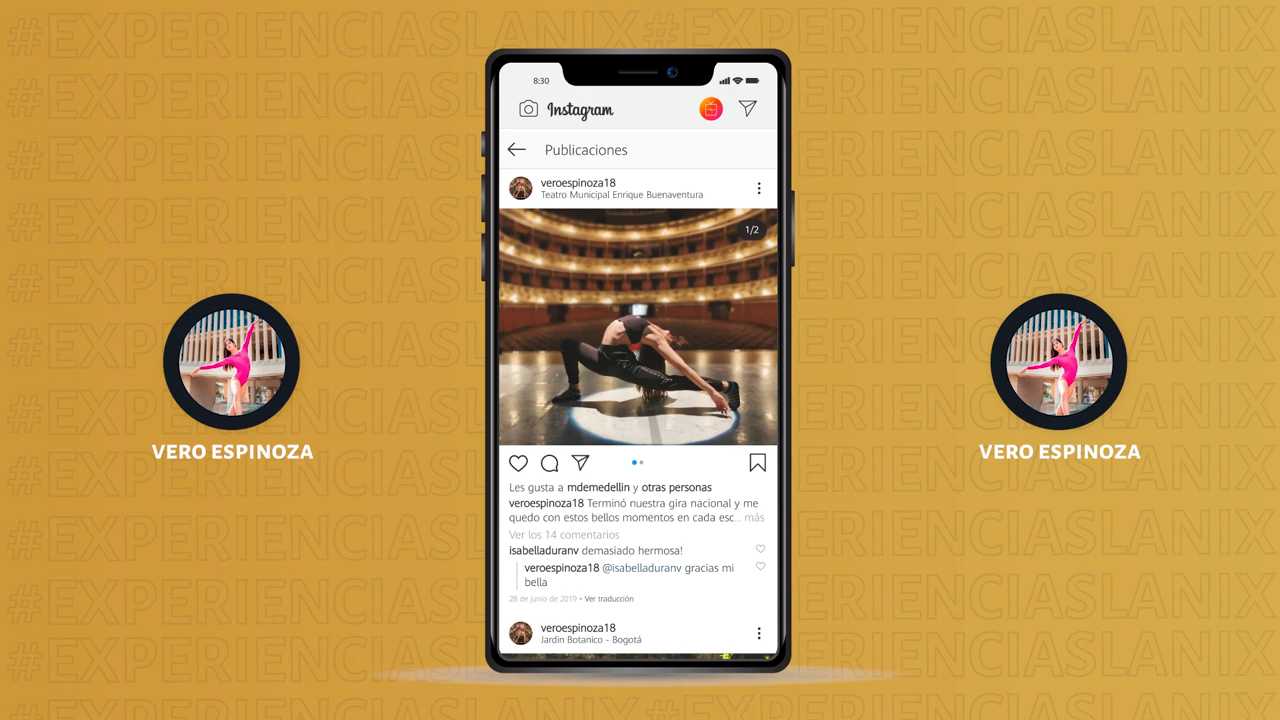 #EXPERIENCIASLANIX#EXPERIENCIASLANIX
8:30
Instagram
Publicaciones
veroespinoza18
Teatro Municipal Enrique Buenaventura
1/2
VERO ESPINOZA
VERO ESPINOZA
Les gusta a mdemedellin y otras personas
veroespinoza18 Terminó nuestra gira nacional y me
quedo con estos bellos momentos en cada esc... más
Ver los 14 comentarios
isabelladuranv demasiado hermosa!
veroespinoza18 @isabelladuranv gracias mi
bella
26 de junio de 2019 • Ver traducción
veroespinoza18
Jardin Botanico - Bogotá